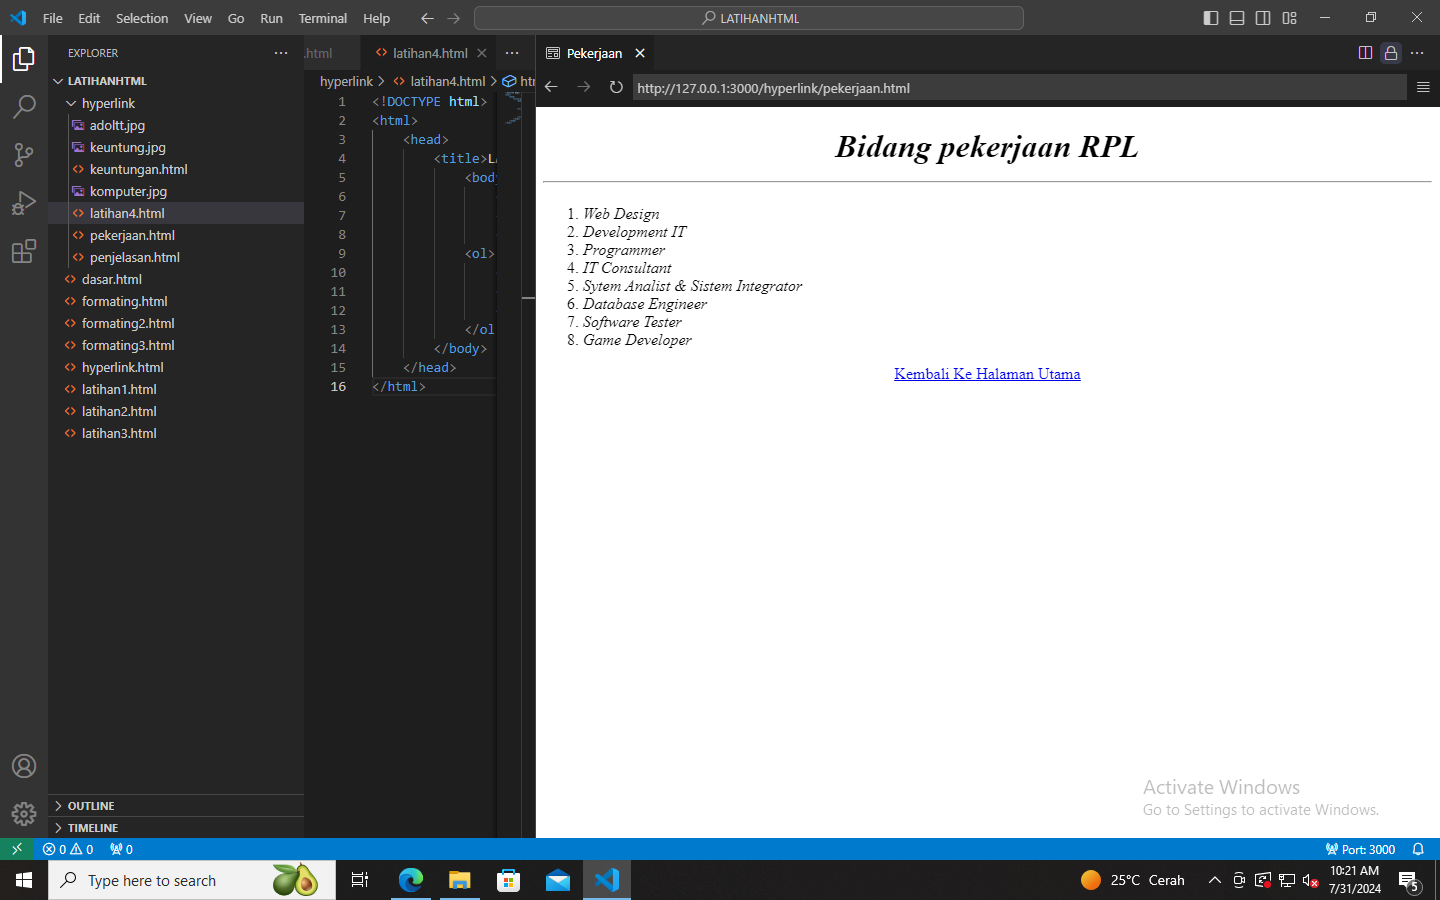 File Edit Selection View Go Run Terminal Help
LATIHANHTML
EXPLORER
LATIHANHTML
hyperlink
adoltt.jpg
keuntung.jpg
keuntungan.html
komputer.jpg
latihan4.html
pekerjaan.html
penjelasan.html
dasar.html
formating.html
formating2.html
formating3.html
hyperlink.html
latihan1.html
latihan2.html
latihan3.html
OUTLINE
TIMELINE
.html latihan4.html
hyperlink > latihan4.html >
1 <!DOCTYPE html>
2 <html>
3 <head>
4 <title>
5 <body
6
7
8
9 <ol>
10
11
12
13 </ol
14 </body>
15 </head>
16 </html>
Pekerjaan
http://127.0.0.1:3000/hyperlink/pekerjaan.html
Bidang pekerjaan RPL
1. Web Design
2. Development IT
3. Programmer
4. IT Consultant
5. Sytem Analist & Sistem Integrator
6. Database Engineer
7. Software Tester
8. Game Developer
Kembali Ke Halaman Utama
Activate Windows
Go to Settings to activate Windows.
0 0 0
Port: 3000
Type here to search
25°C Cerah
10:21 AM
7/31/2024
5